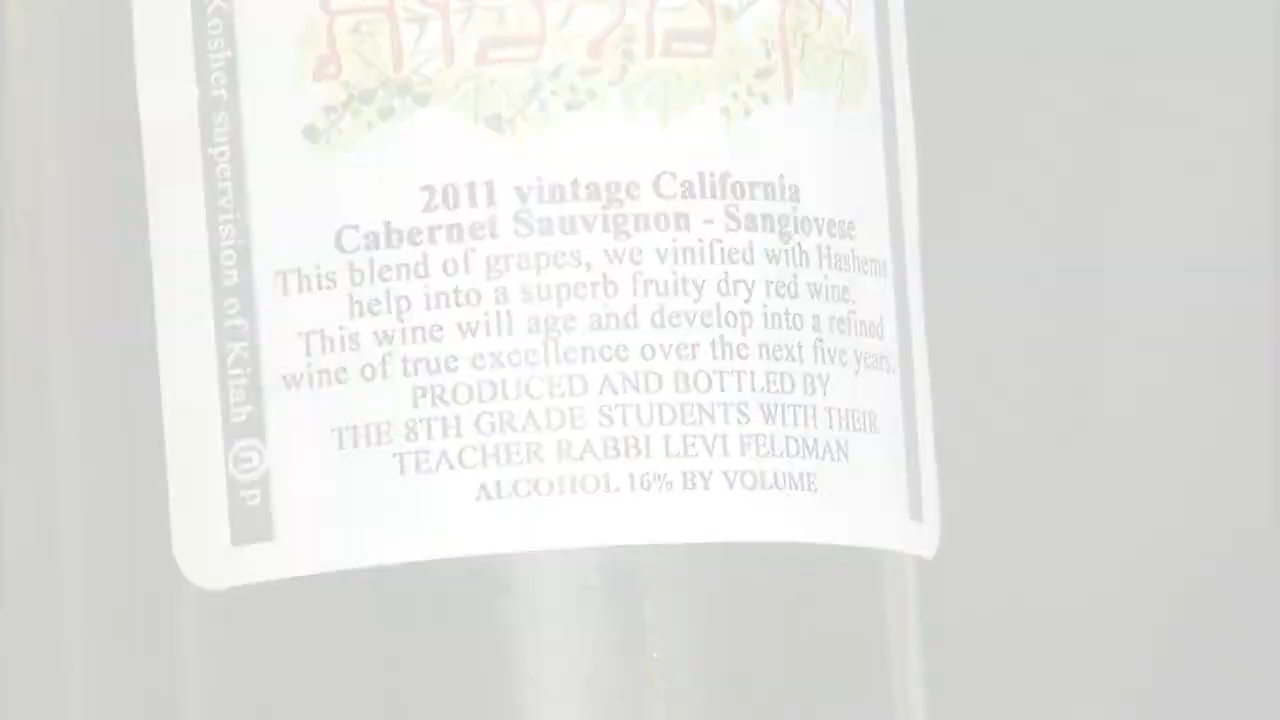 יין מלכות
2011 vintage California
Cabernet Sauvignon - Sangiovese
This blend of grapes, we vinified with Hashems
help into a superb fruity dry red wine.
This wine will age and develop into a refined
wine of true excellence over the next five years.
PRODUCED AND BOTTLED BY
THE 8TH GRADE STUDENTS WITH THEIR
TEACHER RABBI LEVI FELDMAN
ALCOHOL 16% BY VOLUME
Kosher supervision of Kitah
P